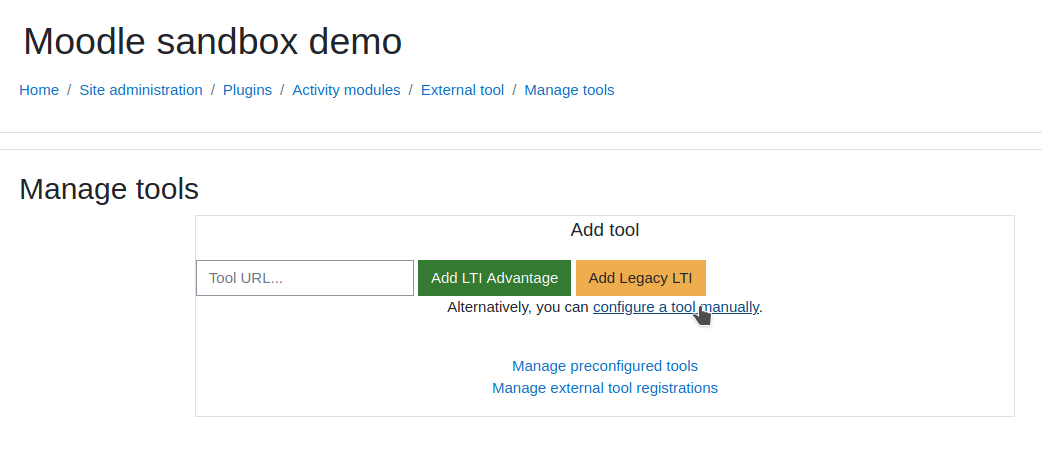 Moodle sandbox demo
Home / Site administration / Plugins / Activity modules / External tool / Manage tools
Manage tools
Add tool
Tool URL... Add LTI Advantage Add Legacy LTI
Alternatively, you can configure a tool manually.
Manage preconfigured tools
Manage external tool registrations